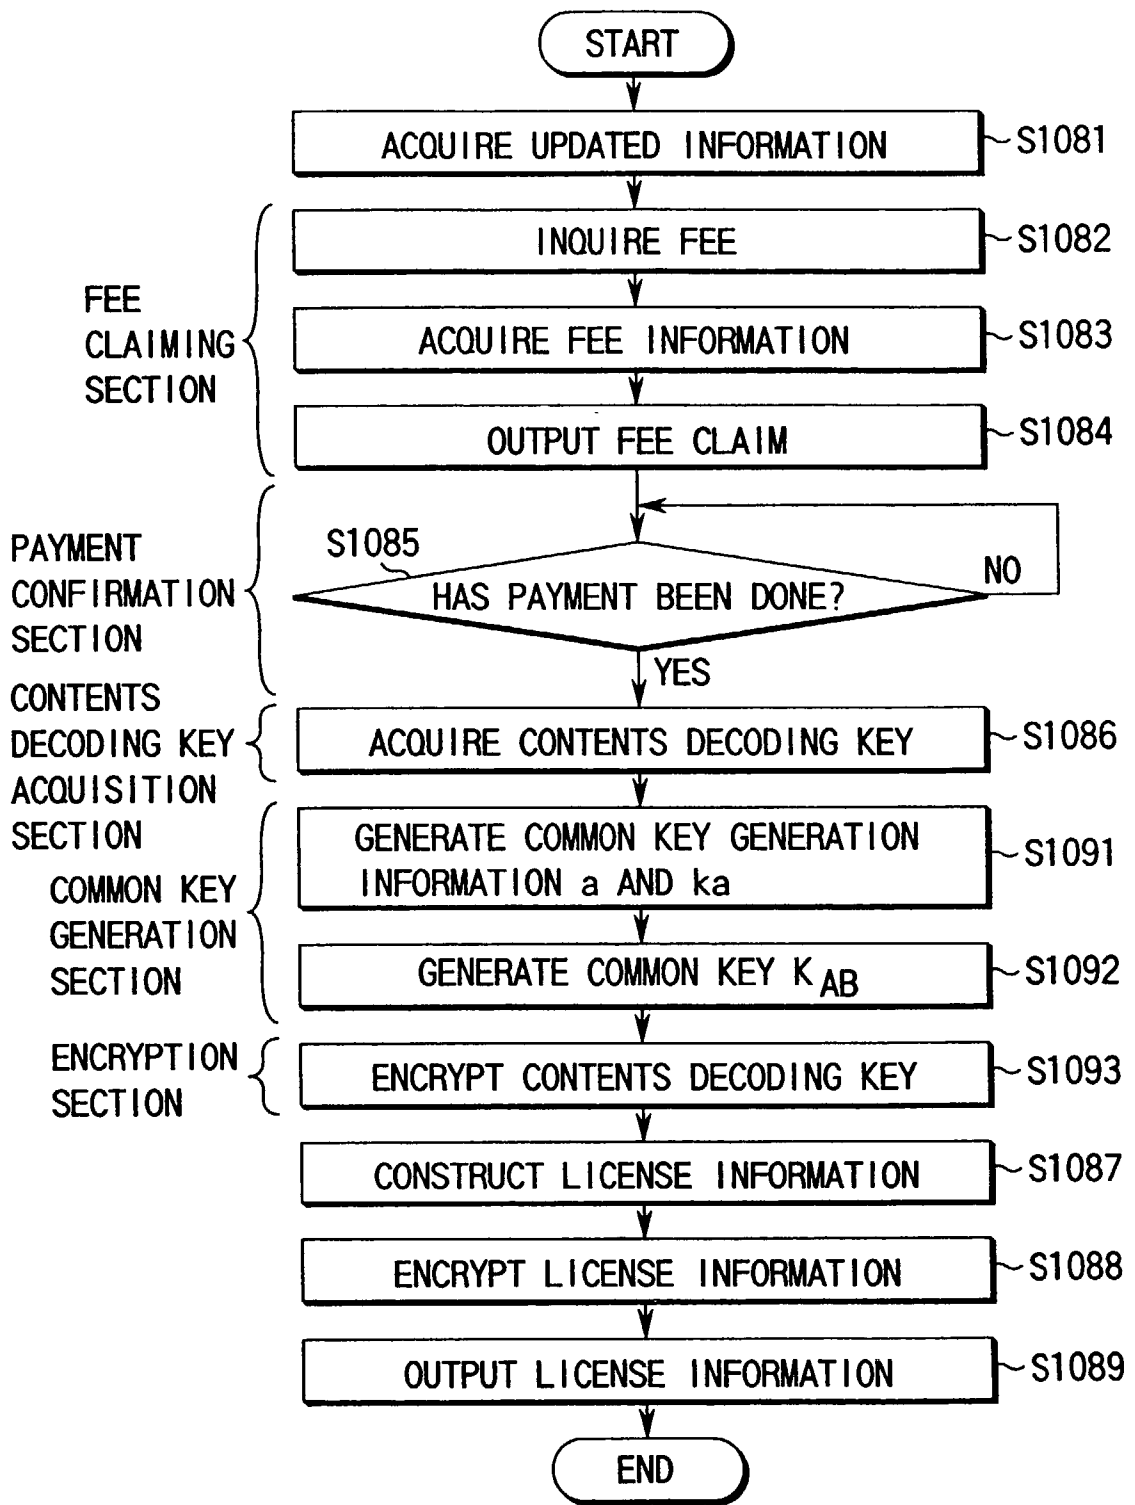 START
ACQUIRE UPDATED INFORMATION
S1081
INQUIRE FEE
S1082
FEE
CLAIMING
SECTION
ACQUIRE FEE INFORMATION
S1083
OUTPUT FEE CLAIM
S1084
PAYMENT
CONFIRMATION
SECTION
S1085
HAS PAYMENT BEEN DONE?
NO
YES
CONTENTS
DECODING KEY
ACQUISITION
SECTION
ACQUIRE CONTENTS DECODING KEY
S1086
GENERATE COMMON KEY GENERATION
INFORMATION a AND ka
S1091
COMMON KEY
GENERATION
SECTION
GENERATE COMMON KEY KAB
S1092
ENCRYPTION
SECTION
ENCRYPT CONTENTS DECODING KEY
S1093
CONSTRUCT LICENSE INFORMATION
S1087
ENCRYPT LICENSE INFORMATION
S1088
OUTPUT LICENSE INFORMATION
S1089
END